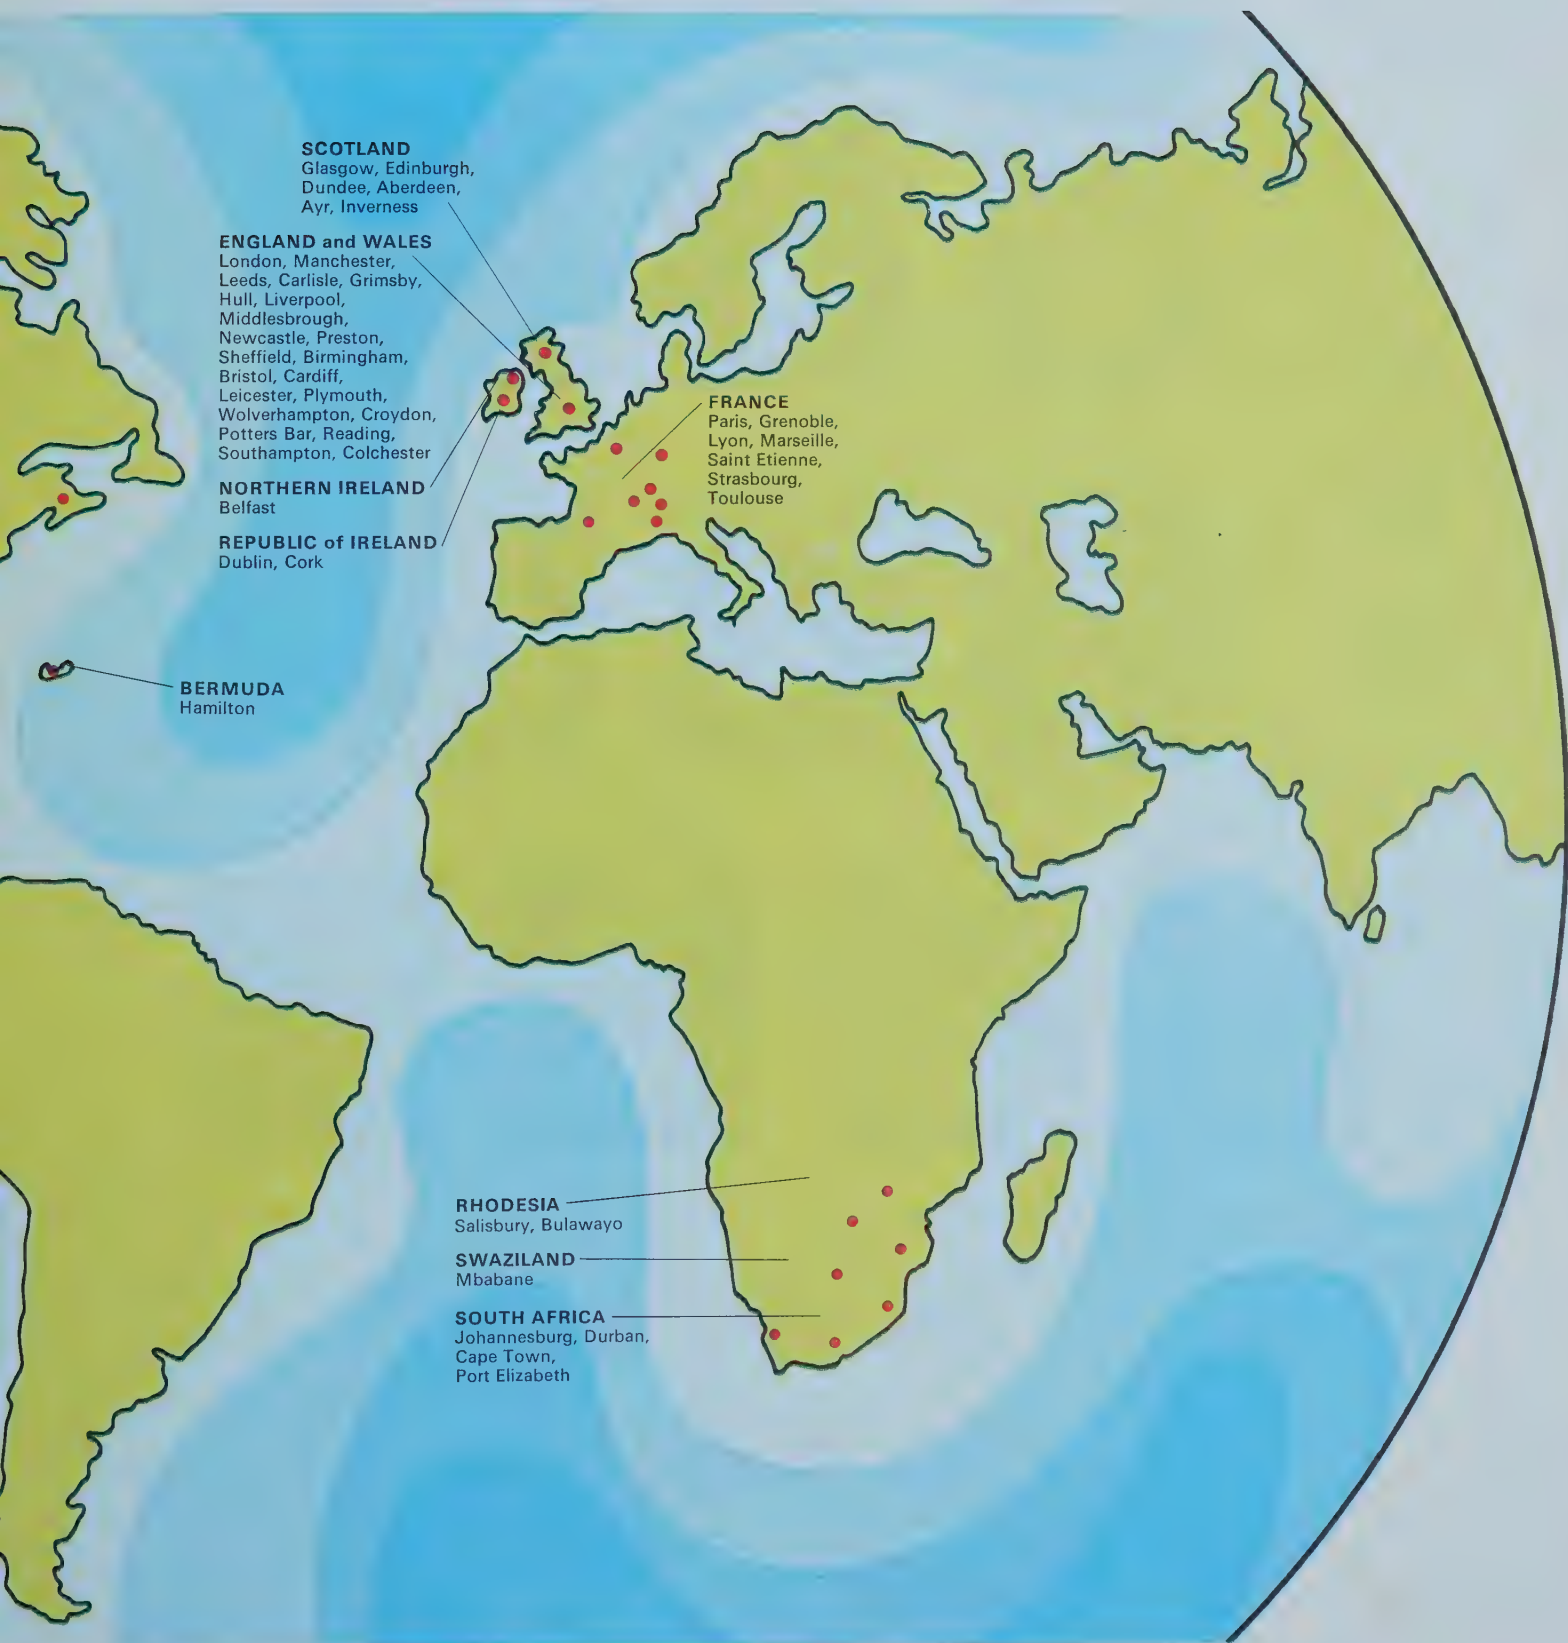 SCOTLAND
Glasgow, Edinburgh,
Dundee, Aberdeen,
Ayr, Inverness
ENGLAND and WALES
London, Manchester,
Leeds, Carlisle, Grimsby,
Hull, Liverpool,
Middlesbrough,
Newcastle, Preston,
Sheffield, Birmingham,
Bristol, Cardiff,
Leicester, Plymouth,
Wolverhampton, Croydon,
Potters Bar, Reading,
Southampton, Colchester
NORTHERN IRELAND
Belfast
REPUBLIC of IRELAND
Dublin, Cork
FRANCE
Paris, Grenoble,
Lyon, Marseille,
Saint Etienne,
Strasbourg,
Toulouse
BERMUDA
Hamilton
RHODESIA
Salisbury, Bulawayo
SWAZILAND
Mbabane
SOUTH AFRICA
Johannesburg, Durban,
Cape Town,
Port Elizabeth